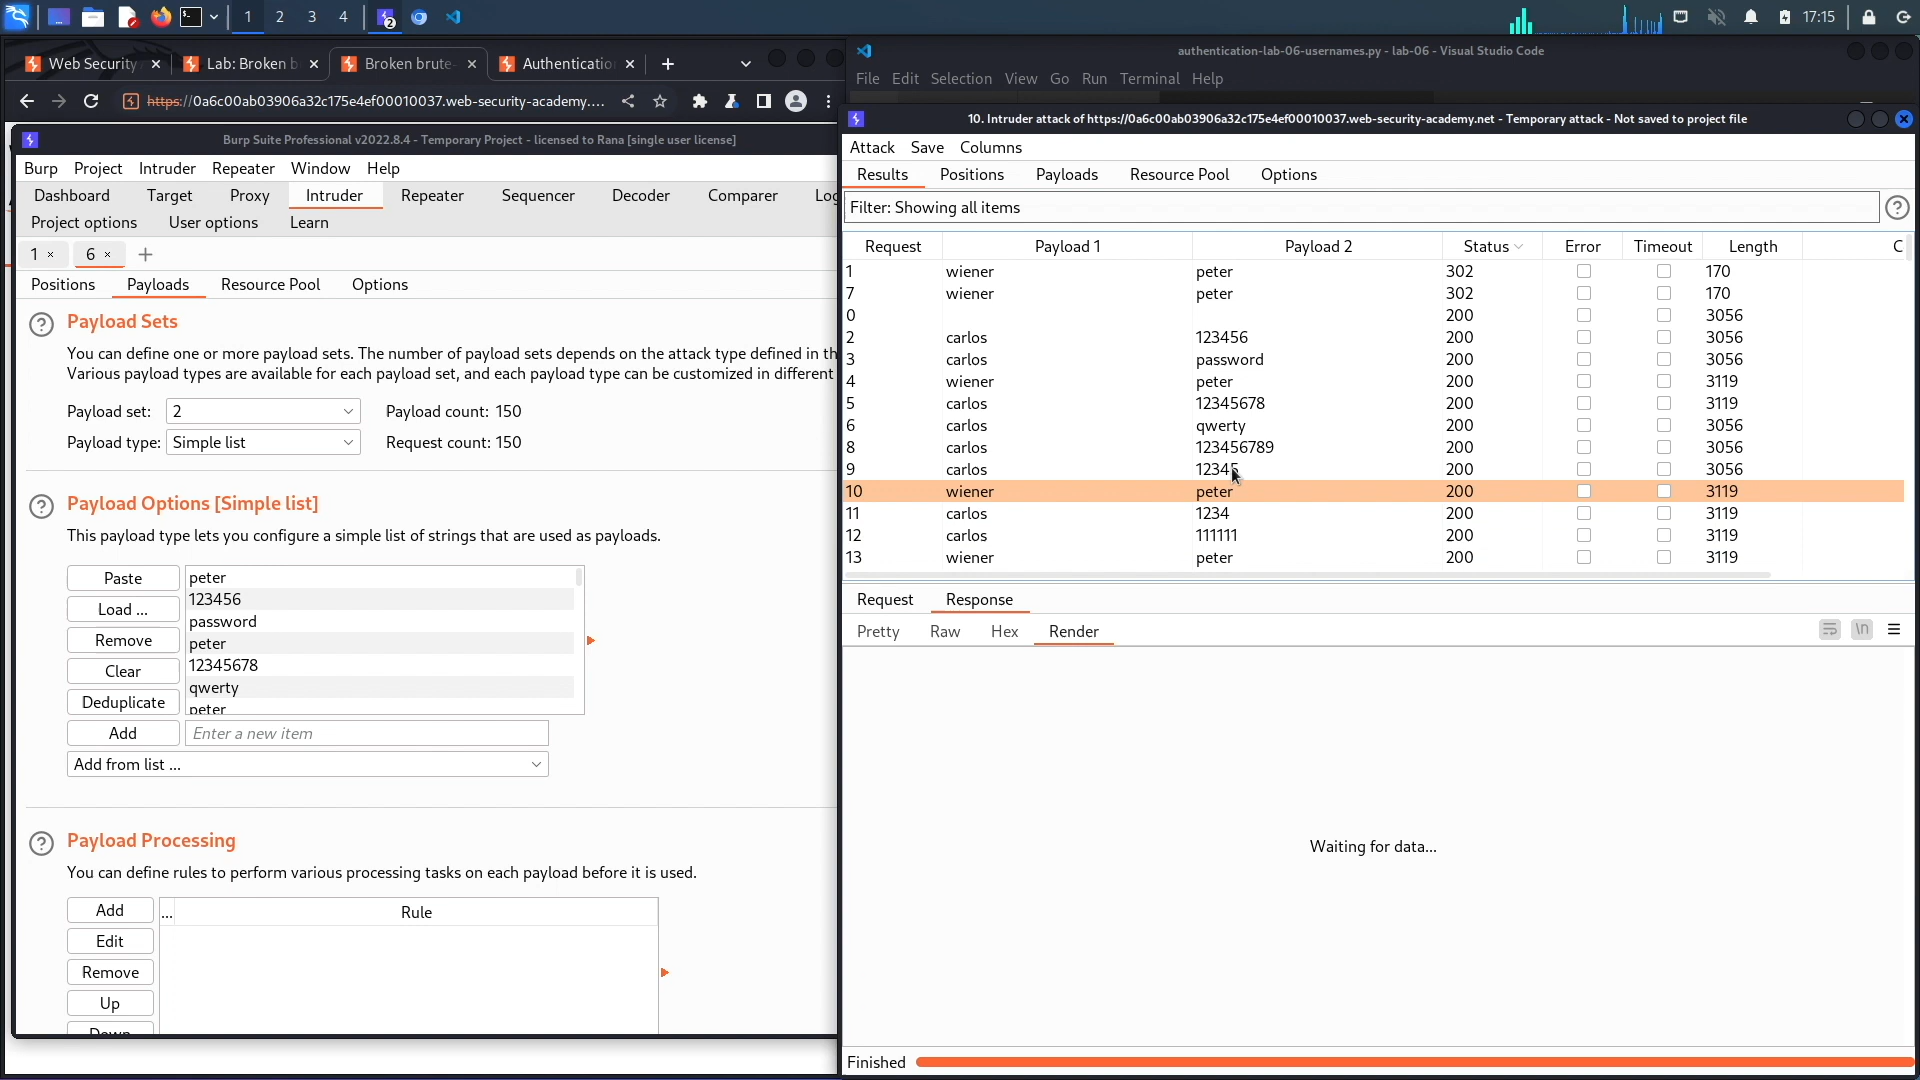 1 2 3 4 2 17:15
Web Security Lab: Broken b Broken brute- Authenticatio
https://0a6c00ab03906a32c175e4ef00010037.web-security-academy....
authentication-lab-06-usernames.py - lab-06 - Visual Studio Code
File Edit Selection View Go Run Terminal Help
Burp Suite Professional v2022.8.4 - Temporary Project - licensed to Rana [single user license]
Burp Project Intruder Repeater Window Help
Dashboard Target Proxy Intruder Repeater Sequencer Decoder Comparer Log
Project options User options Learn
1 × 6 × +
Positions Payloads Resource Pool Options
Payload Sets
You can define one or more payload sets. The number of payload sets depends on the attack type defined in th
Various payload types are available for each payload set, and each payload type can be customized in different
Payload set: 2 Payload count: 150
Payload type: Simple list Request count: 150
Payload Options [Simple list]
This payload type lets you configure a simple list of strings that are used as payloads.
Paste
Load ...
Remove
Clear
Deduplicate
peter
123456
password
peter
12345678
qwerty
peter
Add Enter a new item
Add from list ...
Payload Processing
You can define rules to perform various processing tasks on each payload before it is used.
Add
Edit
Remove
Up
Down
... Rule
10. Intruder attack of https://0a6c00ab03906a32c175e4ef00010037.web-security-academy.net - Temporary attack - Not saved to project file
Attack Save Columns
Results Positions Payloads Resource Pool Options
Filter: Showing all items
Request Payload 1 Payload 2 Status Error Timeout Length C
1 wiener peter 302 170
7 wiener peter 302 170
0 200 3056
2 carlos 123456 200 3056
3 carlos password 200 3056
4 wiener peter 200 3119
5 carlos 12345678 200 3119
6 carlos qwerty 200 3056
8 carlos 123456789 200 3056
9 carlos 12345 200 3056
10 wiener peter 200 3119
11 carlos 1234 200 3119
12 carlos 111111 200 3119
13 wiener peter 200 3119
Request Response
Pretty Raw Hex Render
\n
Waiting for data...
Finished